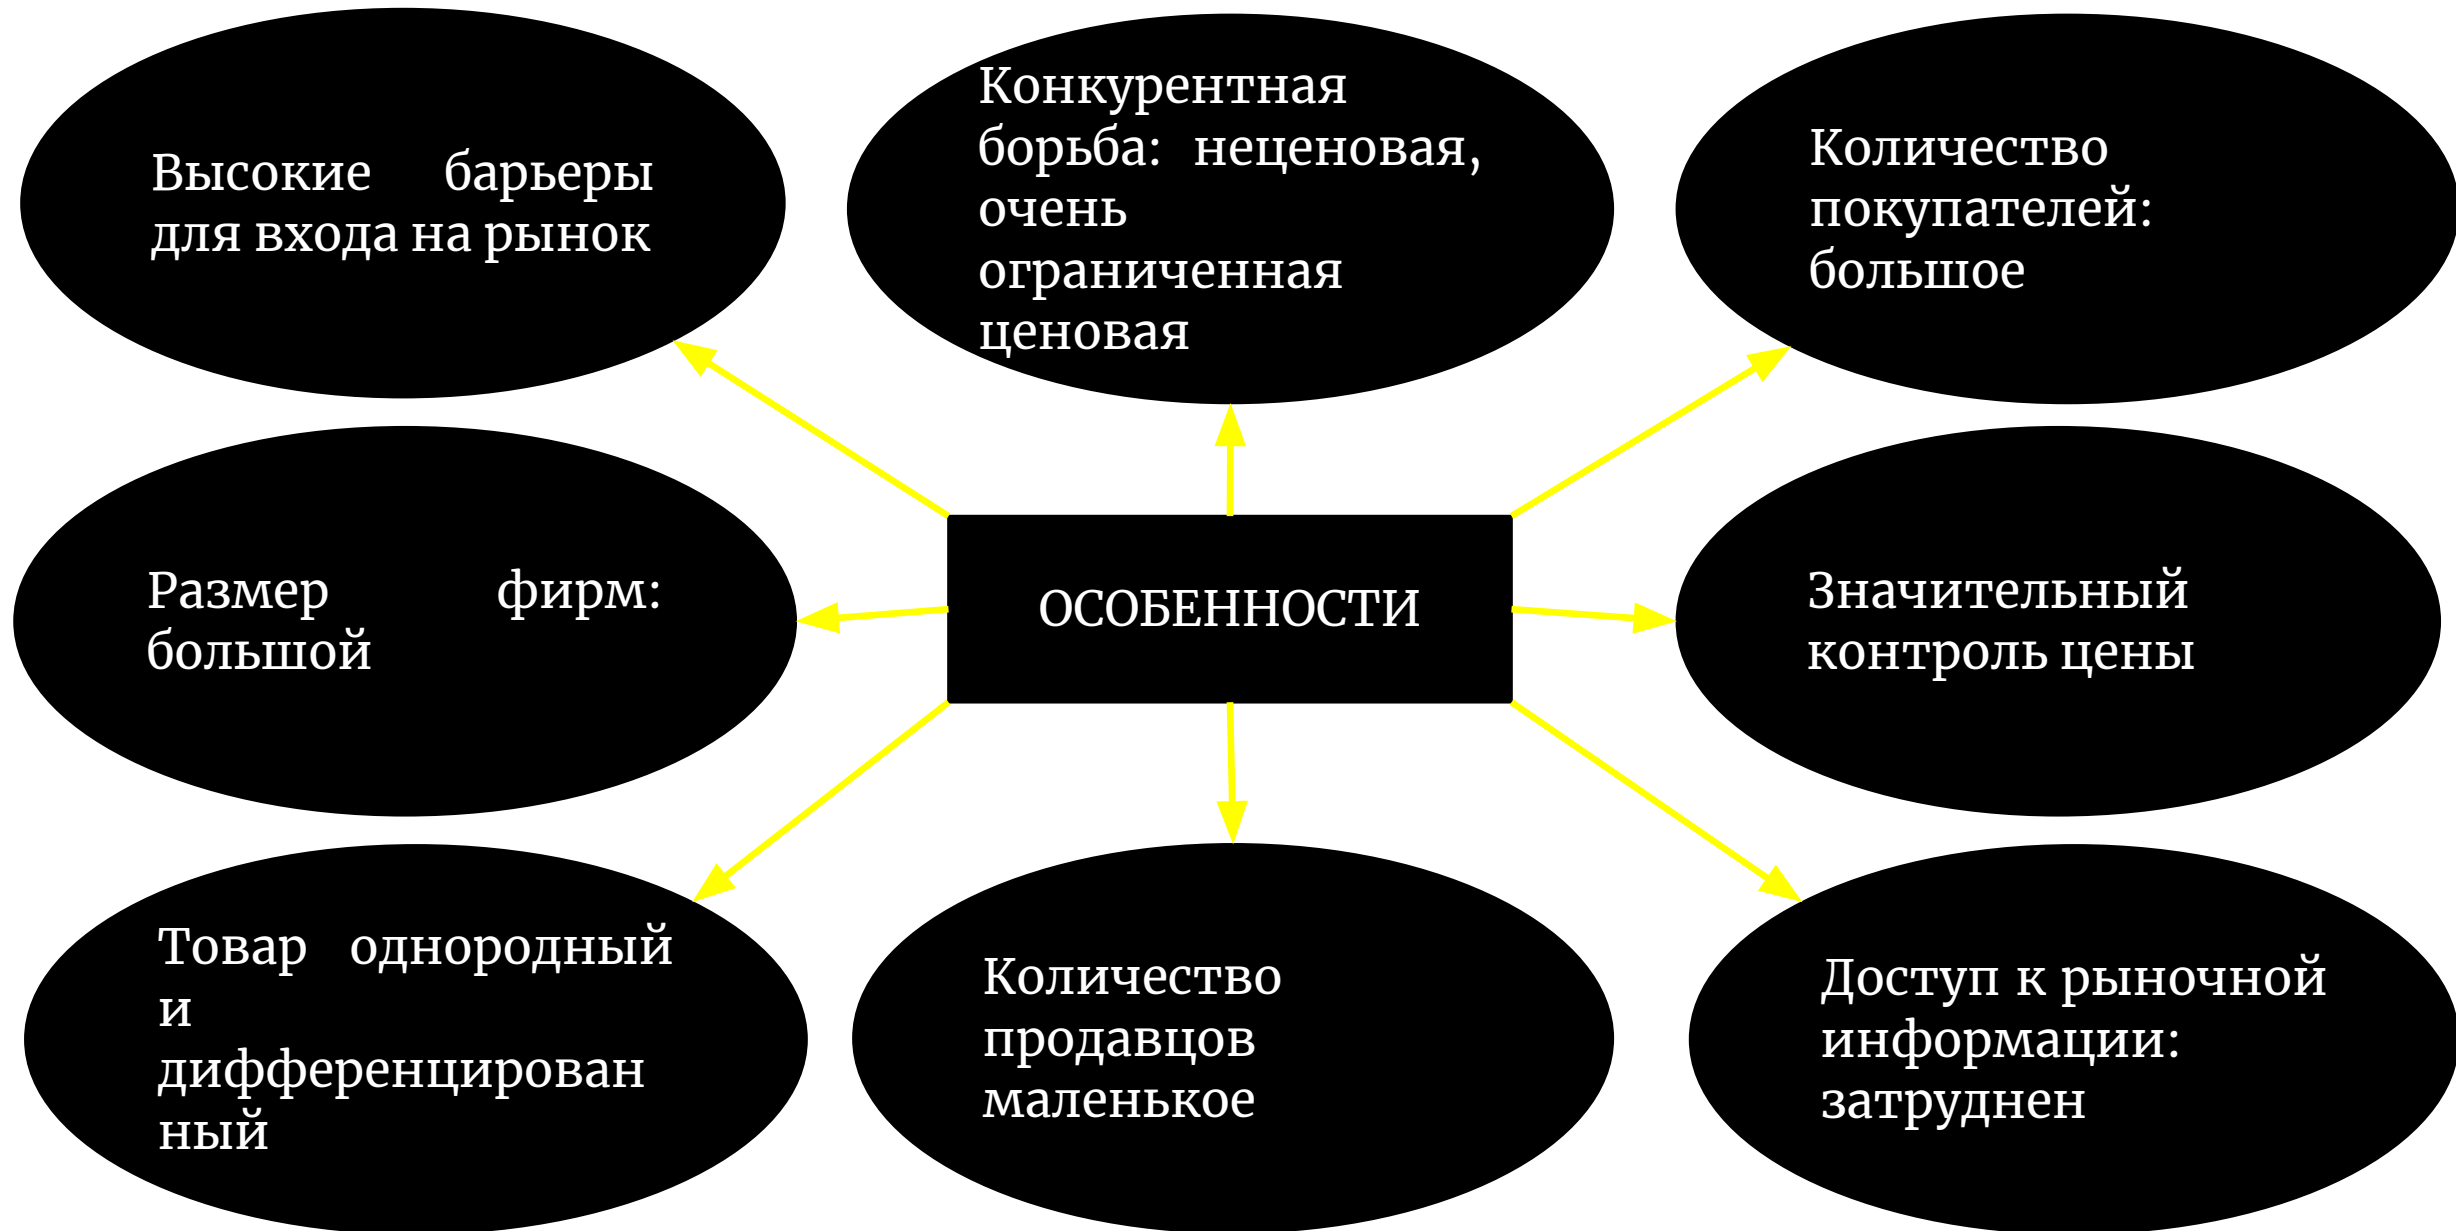 Высокие барьеры
для входа на рынок
Конкурентная
борьба: неценовая,
очень
ограниченная
ценовая
Количество
покупателей:
большое
Размер фирм:
большой
ОСОБЕННОСТИ
Значительный
контроль цены
Товар однородный
и
дифференцирован
ный
Количество
продавцов
маленькое
Доступ к рыночной
информации:
затруднен